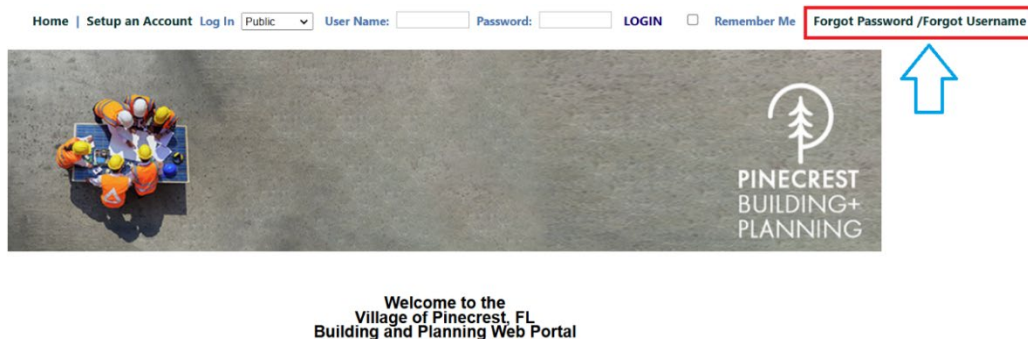 Home | Setup an Account Log In Public User Name: Password: LOGIN Remember Me Forgot Password /Forgot Username
PINECREST
BUILDING+
PLANNING
Welcome to the
Village of Pinecrest, FL
Building and Planning Web Portal